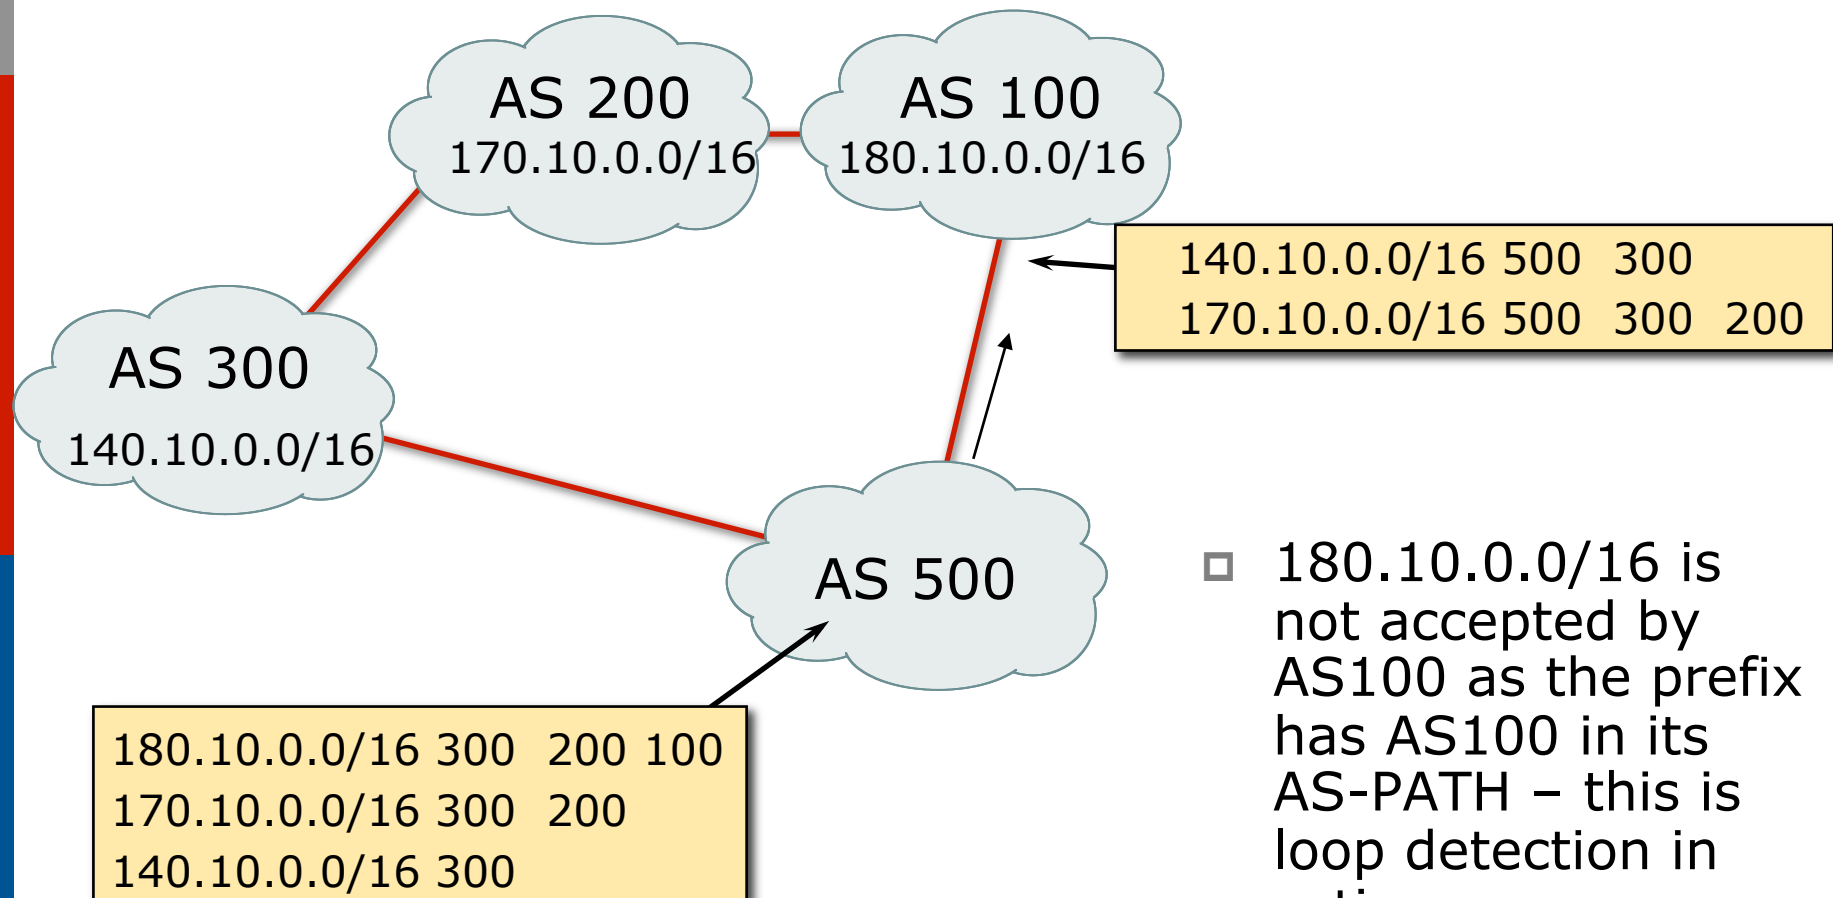 AS 200
170.10.0.0/16
AS 100
180.10.0.0/16
140.10.0.0/16 500 300
170.10.0.0/16 500 300 200
AS 300
140.10.0.0/16
AS 500
180.10.0.0/16 300 200 100
170.10.0.0/16 300 200
140.10.0.0/16 300
180.10.0.0/16 is
not accepted by
AS100 as the prefix
has AS100 in its
AS-PATH – this is
loop detection in